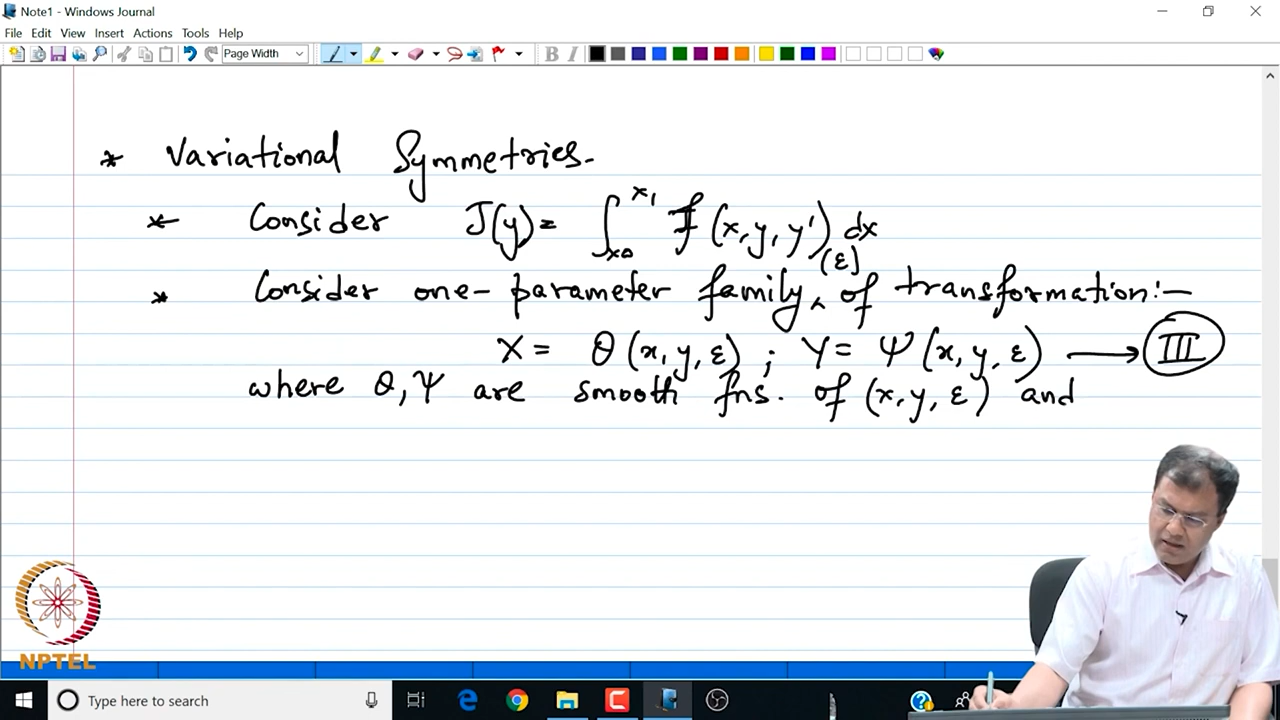 Note1 - Windows Journal
File Edit View Insert Actions Tools Help
Page Width
B I
* Variational Symmetries.
* Consider J(y) = ∫_{x0}^{x1} f (x, y, y') dx
* Consider one-parameter family (ε) of transformation:-
X = θ (x, y, ε) ; Y = Ψ (x, y, ε) → III
where θ, Ψ are smooth fns. of (x, y, ε) and
NPTEL
Type here to search